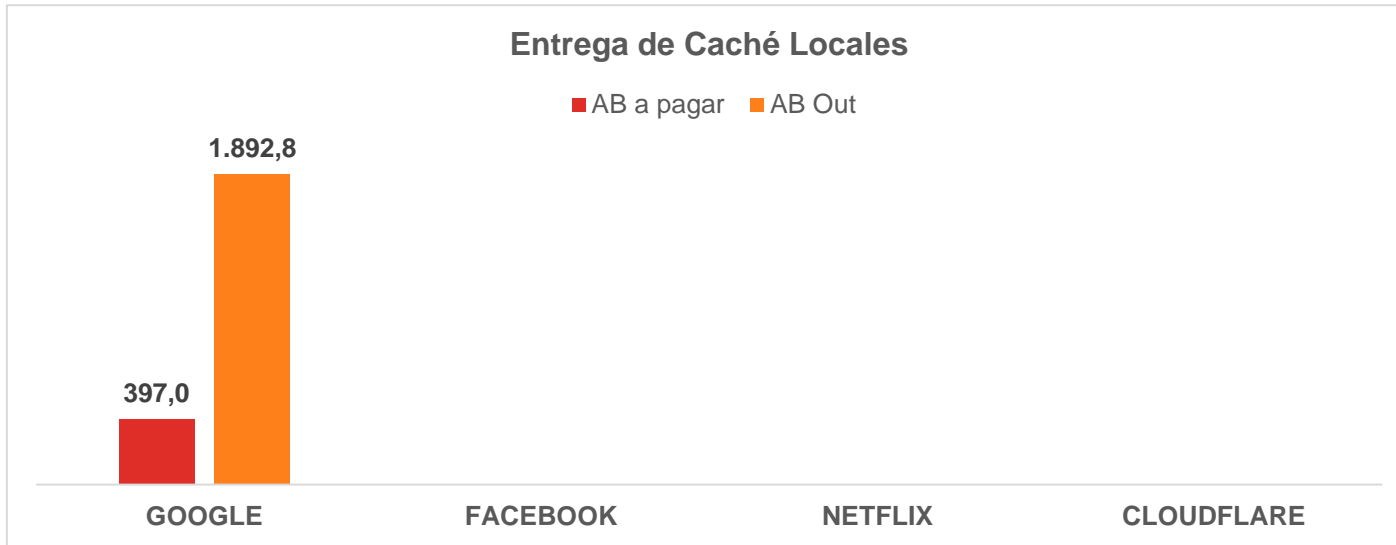 Entrega de Caché Locales
AB a pagar AB Out
1.892,8
397,0
GOOGLE FACEBOOK NETFLIX CLOUDFLARE